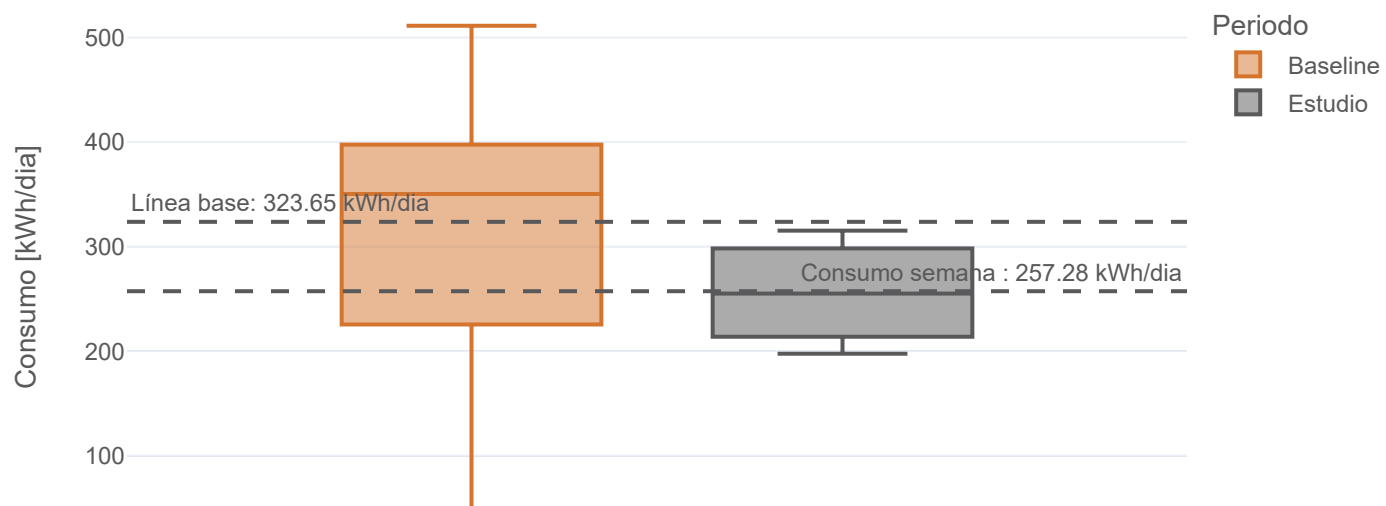 Periodo
Baseline
Estudio
Consumo [kWh/dia]
500
400
300
200
100
Línea base: 323.65 kWh/dia
Consumo semana : 257.28 kWh/dia